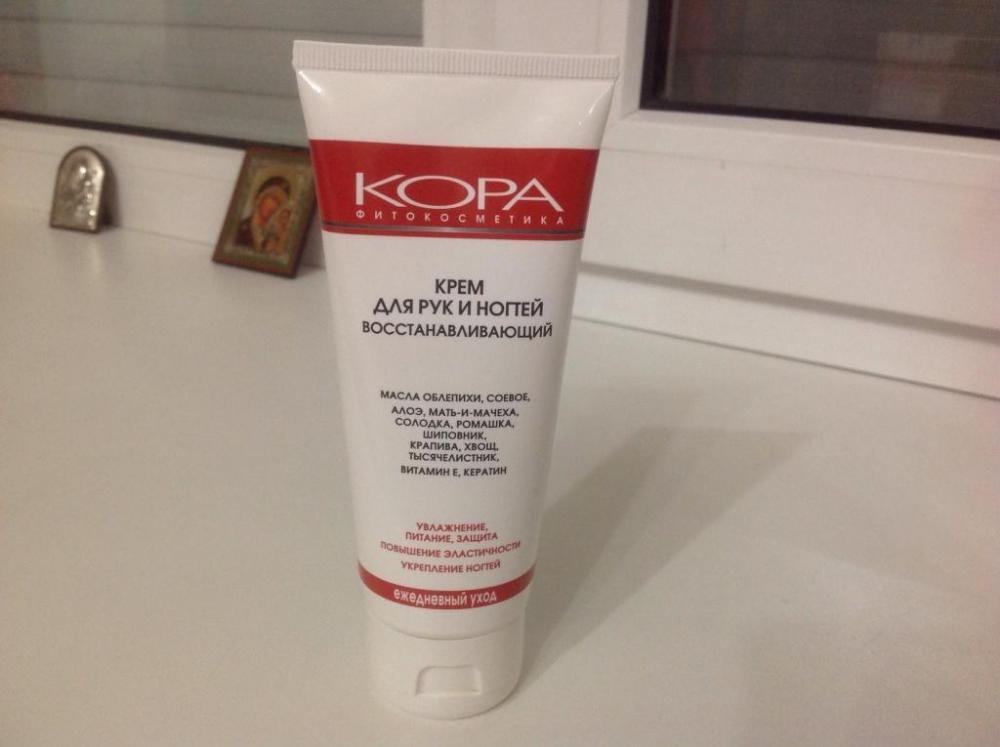 КОРА
ФИТОКОСМЕТИКА
КРЕМ
ДЛЯ РУК И НОГТЕЙ
ВОССТАНАВЛИВАЮЩИЙ
МАСЛА ОБЛЕПИХИ, СОЕВОЕ,
АЛОЭ, МАТЬ-И-МАЧЕХА,
СОЛОДКА, РОМАШКА,
ШИПОВНИК,
КРАПИВА, ХВОЩ,
ТЫСЯЧЕЛИСТНИК,
ВИТАМИН Е, КЕРАТИН
УВЛАЖНЕНИЕ,
ПИТАНИЕ, ЗАЩИТА
ПОВЫШЕНИЕ ЭЛАСТИЧНОСТИ
УКРЕПЛЕНИЕ НОГТЕЙ
ежедневный уход